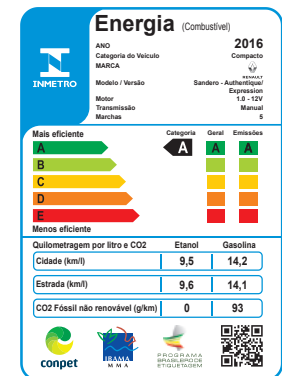 Energia (Combustível)
ANO 2016
Categoria do Veículo Compacto
MARCA RENAULT
Modelo / Versão Sandero - Authentique/
Expression
Motor 1.0 - 12V
Transmissão Manual
Marchas 5
INMETRO
Mais eficiente Categoria Geral Emissões
A A A A
B
C
D
E
Menos eficiente
Quilometragem por litro e CO2 Etanol Gasolina
Cidade (km/l) 9,5 14,2
Estrada (km/l) 9,6 14,1
CO2 Fóssil não renovável (g/km) 0 93
conpet
IBAMA
MMA
PROGRAMA
BRASILEIRO DE
ETIQUETAGEM